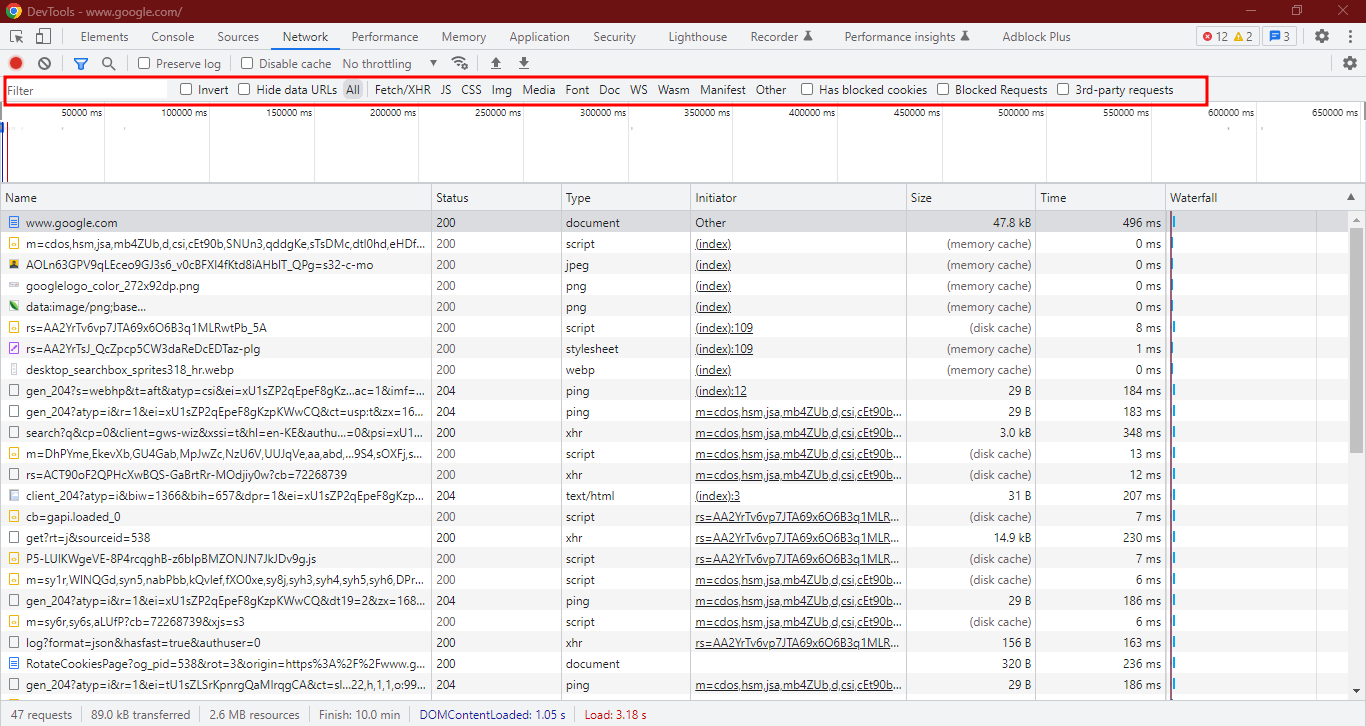 DevTools - www.google.com/
Elements Console Sources Network Performance Memory Application Security Lighthouse Recorder Performance insights Adblock Plus 12 2 3
Preserve log Disable cache No throttling
Filter Invert Hide data URLs All Fetch/XHR JS CSS Img Media Font Doc WS Wasm Manifest Other Has blocked cookies Blocked Requests 3rd-party requests
50000 ms 100000 ms 150000 ms 200000 ms 250000 ms 300000 ms 350000 ms 400000 ms 450000 ms 500000 ms 550000 ms 600000 ms 650000 ms
Name Status Type Initiator Size Time Waterfall
www.google.com 200 document Other 47.8 kB 496 ms
m=cdos,hsm,jsa,mb4ZUb,d,csi,cEt90b,SNUn3,qddgKe,sTsDMc,dtl0hd,eHDf... 200 script (index) (memory cache) 0 ms
AOLn63GPV9qLEceo9GJ3s6_v0cBFXI4fKtd8iAHbIT_QPg=s32-c-mo 200 jpeg (index) (memory cache) 0 ms
googlelogo_color_272x92dp.png 200 png (index) (memory cache) 0 ms
data:image/png;base... 200 png (index) (memory cache) 0 ms
rs=AA2YrTv6vp7JTA69x6O6B3q1MLRwtPb_5A 200 script (index):109 (disk cache) 8 ms
rs=AA2YrTsJ_QcZpcp5CW3daReDcEDTaz-plg 200 stylesheet (index):109 (memory cache) 1 ms
desktop_searchbox_sprites318_hr.webp 200 webp (index) (memory cache) 0 ms
gen_204?s=webhp&t=aft&atyp=csi&ei=xU1sZP2qEpeF8gKz...ac=1&imf=... 204 ping (index):12 29 B 184 ms
gen_204?atyp=i&r=1&ei=xU1sZP2qEpeF8gKzpKWwCQ&ct=usp:t&zx=16... 204 ping m=cdos,hsm,jsa,mb4ZUb,d,csi,cEt90b... 29 B 183 ms
search?q&cp=0&client=gws-wiz&xssi=t&hl=en-KE&authu...=0&psi=xU1... 200 xhr m=cdos,hsm,jsa,mb4ZUb,d,csi,cEt90b... 3.0 kB 348 ms
m=DhPYme,EkevXb,GU4Gab,MpJwZc,NzU6V,UUJqVe,aa,abd,...9S4,sOXFj,s... 200 script m=cdos,hsm,jsa,mb4ZUb,d,csi,cEt90b... (disk cache) 13 ms
rs=ACT90oF2QPHcXwBQS-GaBrtRr-MOdjiy0w?cb=72268739 200 xhr m=cdos,hsm,jsa,mb4ZUb,d,csi,cEt90b... (disk cache) 12 ms
client_204?atyp=i&biw=1366&bih=657&dpr=1&ei=xU1sZP2qEpeF8gKzp... 204 text/html (index):3 31 B 207 ms
cb=gapi.loaded_0 200 script rs=AA2YrTv6vp7JTA69x6O6B3q1MLR... (disk cache) 7 ms
get?rt=j&sourceid=538 200 xhr rs=AA2YrTv6vp7JTA69x6O6B3q1MLR... 14.9 kB 230 ms
P5-LUIKWgeVE-8P4rcqghB-z6bIpBMZONJN7JkJDv9g.js 200 script m=cdos,hsm,jsa,mb4ZUb,d,csi,cEt90b... (disk cache) 7 ms
m=sy1r,WlNQGd,syn5,nabPbb,kQvlef,fXO0xe,sy8j,syh3,syh4,syh5,syh6,DPr... 200 script m=cdos,hsm,jsa,mb4ZUb,d,csi,cEt90b... (disk cache) 6 ms
gen_204?atyp=i&r=1&ei=xU1sZP2qEpeF8gKzpKWwCQ&dt19=2&zx=168... 204 ping m=cdos,hsm,jsa,mb4ZUb,d,csi,cEt90b... 29 B 186 ms
m=sy6r,sy6s,aLUfP?cb=72268739&xjs=s3 200 script m=cdos,hsm,jsa,mb4ZUb,d,csi,cEt90b... (disk cache) 6 ms
log?format=json&hasfast=true&authuser=0 200 xhr rs=AA2YrTv6vp7JTA69x6O6B3q1MLR... 156 B 163 ms
RotateCookiesPage?og_pid=538&rot=3&origin=https%3A%2F%2Fwww.g... 200 document 320 B 236 ms
gen_204?atyp=i&r=1&ei=tU1sZLSrKpnrgQaMlrqgCA&ct=sl...22,h,1,1,o:99... 204 ping m=cdos,hsm,jsa,mb4ZUb,d,csi,cEt90b... 29 B 186 ms
47 requests 89.0 kB transferred 2.6 MB resources Finish: 10.0 min DOMContentLoaded: 1.05 s Load: 3.18 s